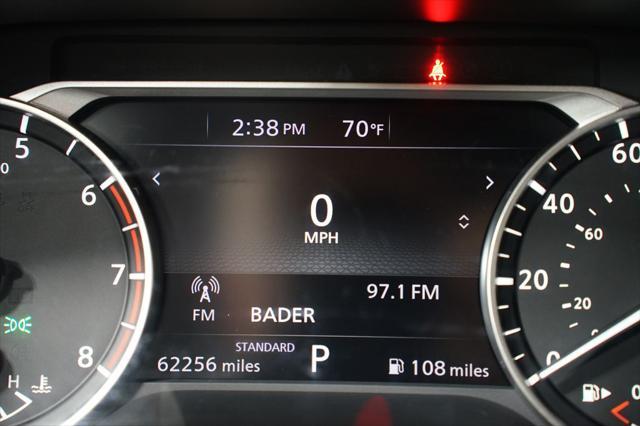 2:38 PM 70°F
0
MPH
97.1 FM
FM BADER
STANDARD
62256 miles P 108 miles
5
6
7
8
H
0
20
40
60
20
60